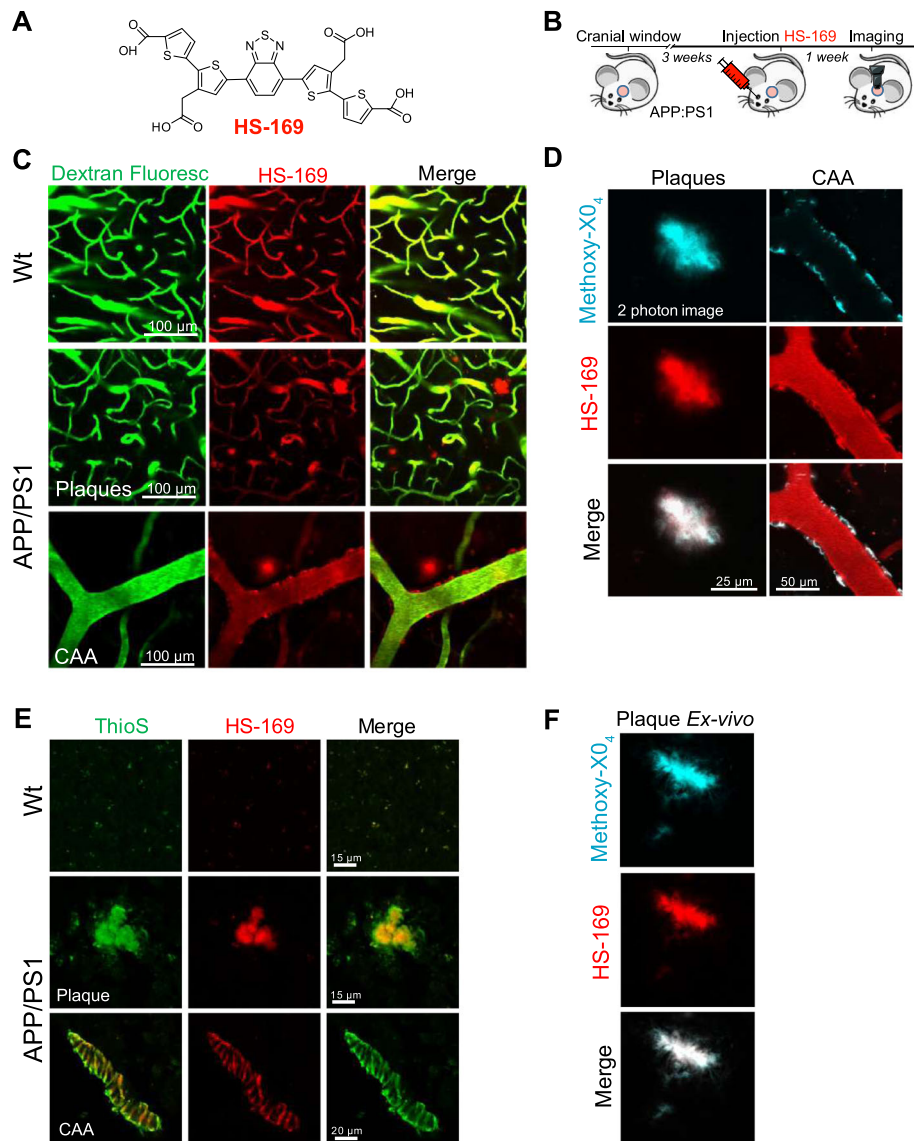 A
OH
O
S
S
N
S
N
O
OH
S
S
O
OH
OH
O
HS-169
B
Cranial window
Injection HS-169
Imaging
3 weeks
1 week
APP:PS1
C
Dextran Fluoresc
HS-169
Merge
Wt
100 µm
APP/PS1
Plaques
100 µm
CAA
100 µm
D
Plaques
CAA
Methoxy-X0₄
2 photon image
HS-169
Merge
25 µm
50 µm
E
ThioS
HS-169
Merge
Wt
15 µm
APP/PS1
Plaque
15 µm
CAA
20 µm
F
Plaque Ex-vivo
Methoxy-X0₄
HS-169
Merge